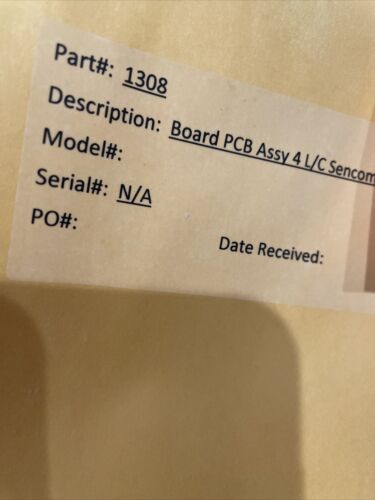 Part#: 1308
Description: Board PCB Assy 4 L/C Sencom
Model#:
Serial#: N/A
PO#:
Date Received: